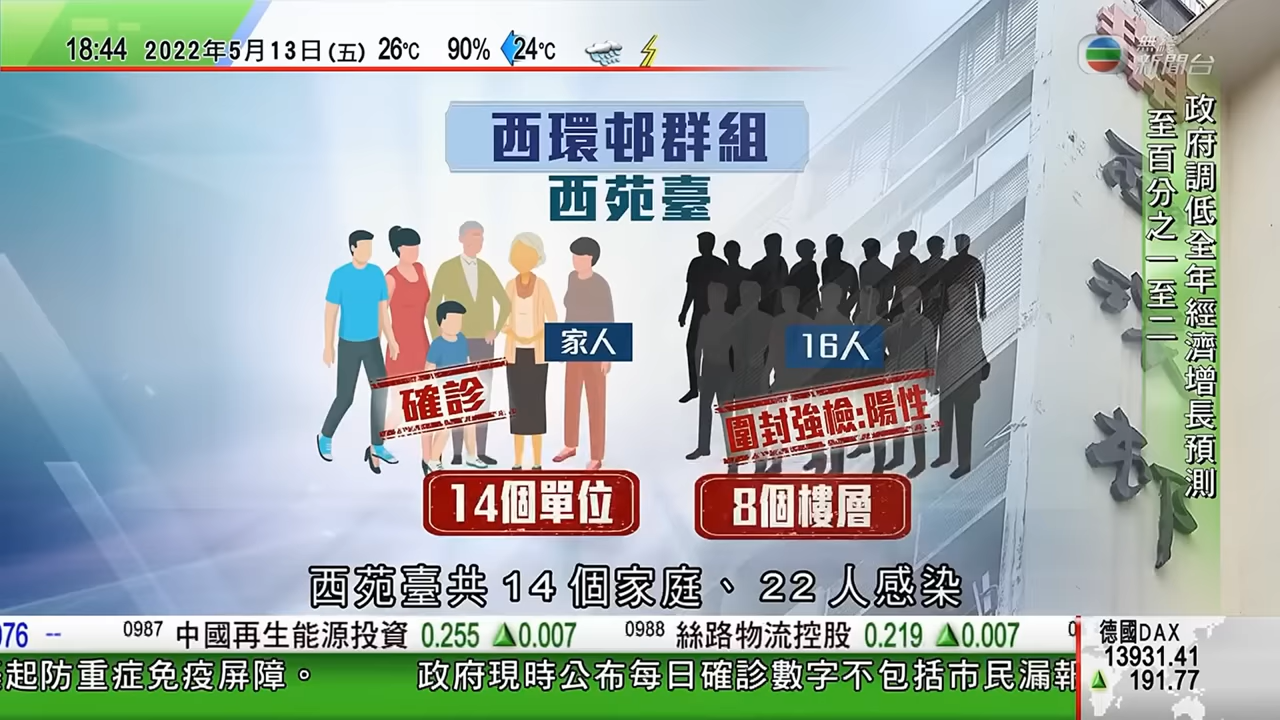 18:44 2022年5月13日(五) 26℃ 90% 24℃
無綫新聞台
政府調低全年經濟增長預測
至百分之一至二
西環邨群組
西苑臺
家人
16人
確診
圍封強檢:陽性
14個單位
8個樓層
西苑臺共 14 個家庭、22 人感染
076 -- 0987 中國再生能源投資 0.255 ▲0.007 0988 絲路物流控股 0.219 ▲0.007
德國DAX
13931.41
▲ 191.77
起防重症免疫屏障。 政府現時公布每日確診數字不包括市民漏報